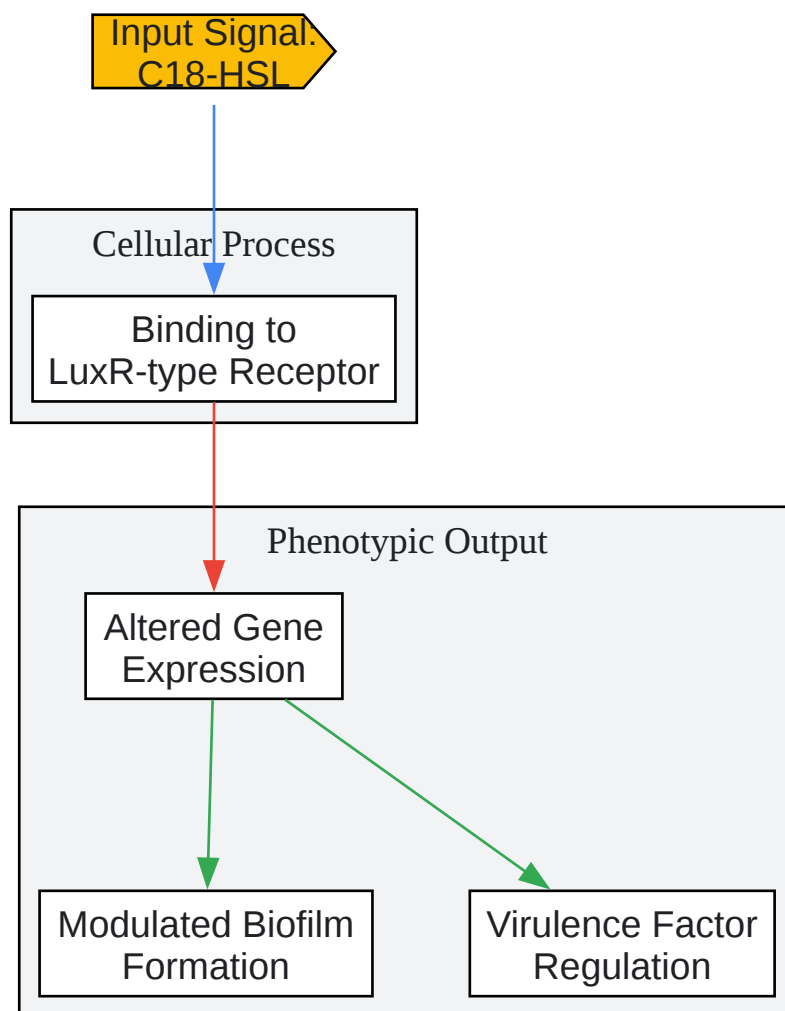 Input Signal:
C18-HSL
Cellular Process
Binding to
LuxR-type Receptor
Phenotypic Output
Altered Gene
Expression
Modulated Biofilm
Formation
Virulence Factor
Regulation